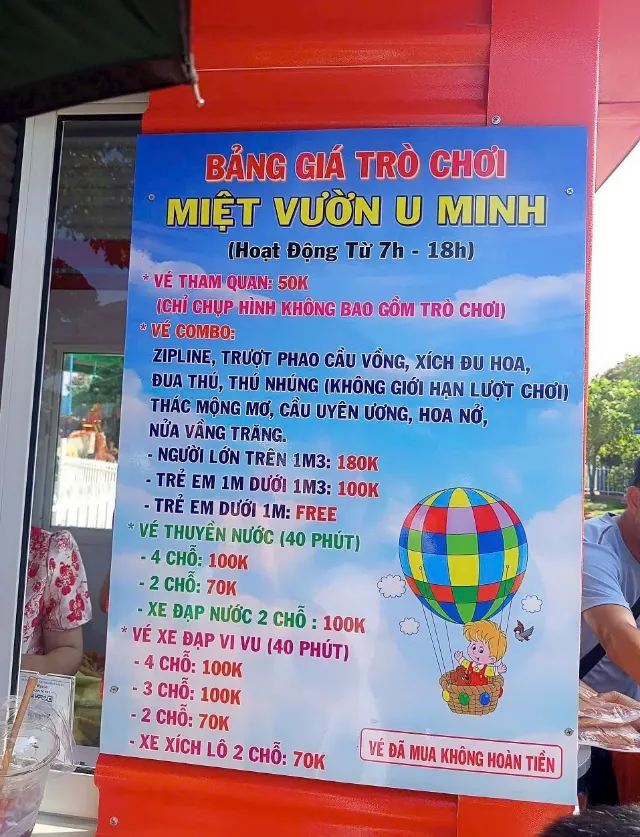 BẢNG GIÁ TRÒ CHƠI
MIỆT VƯỜN U MINH
(Hoạt Động Từ 7h - 18h)
* VÉ THAM QUAN: 50K
(CHỈ CHỤP HÌNH KHÔNG BAO GỒM TRÒ CHƠI)
* VÉ COMBO:
ZIPLINE, TRƯỢT PHAO CẦU VỒNG, XÍCH ĐU HOA,
ĐUA THÚ, THÚ NHÚNG (KHÔNG GIỚI HẠN LƯỢT CHƠI)
THÁC MỘNG MƠ, CẦU UYÊN ƯƠNG, HOA NỞ,
NỬA VẦNG TRĂNG.
- NGƯỜI LỚN TRÊN 1M3: 180K
- TRẺ EM 1M DƯỚI 1M3: 100K
- TRẺ EM DƯỚI 1M: FREE
* VÉ THUYỀN NƯỚC (40 PHÚT)
- 4 CHỖ: 100K
- 2 CHỖ: 70K
- XE ĐẠP NƯỚC 2 CHỖ : 100K
* VÉ XE ĐẠP VI VU (40 PHÚT)
- 4 CHỖ: 100K
- 3 CHỖ: 100K
- 2 CHỖ: 70K
- XE XÍCH LÔ 2 CHỖ: 70K
VÉ ĐÃ MUA KHÔNG HOÀN TIỀN